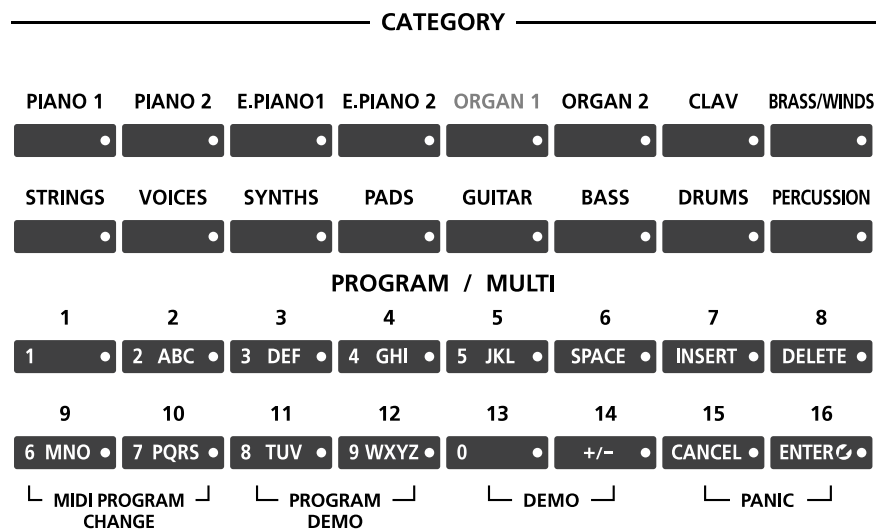 CATEGORY
PIANO 1 PIANO 2 E.PIANO1 E.PIANO 2 ORGAN 1 ORGAN 2 CLAV BRASS/WINDS
STRINGS VOICES SYNTHS PADS GUITAR BASS DRUMS PERCUSSION
PROGRAM / MULTI
1 2 3 4 5 6 7 8
1 2 ABC 3 DEF 4 GHI 5 JKL SPACE INSERT DELETE
9 10 11 12 13 14 15 16
6 MNO 7 PQRS 8 TUV 9 WXYZ 0 +/- CANCEL ENTER
MIDI PROGRAM PROGRAM DEMO PANIC
CHANGE DEMO